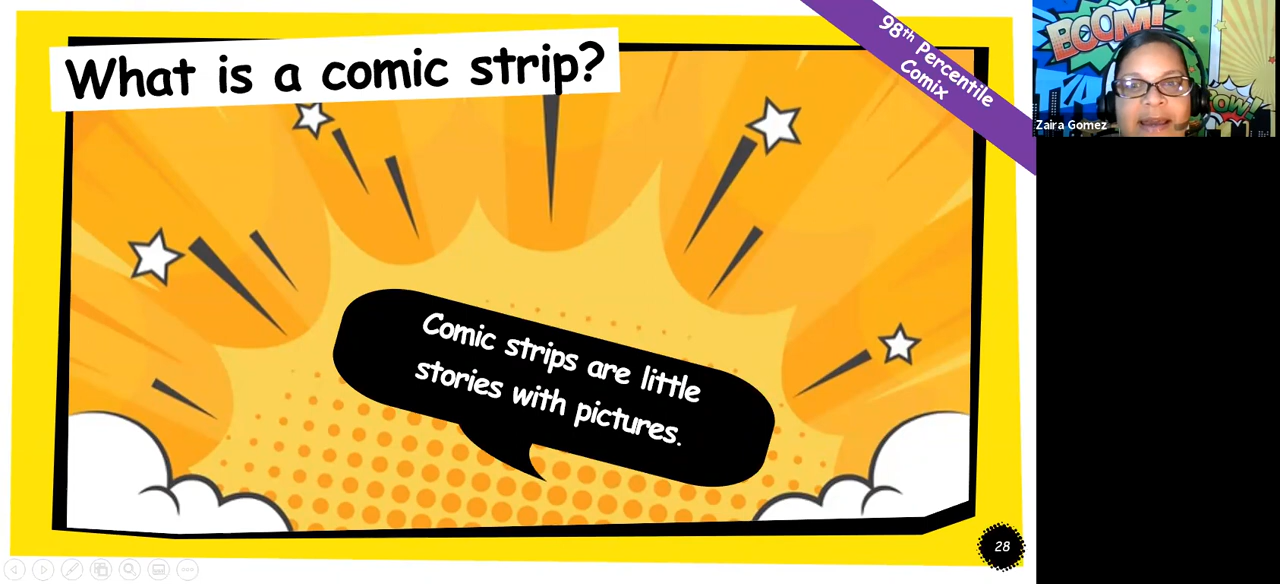 What is a comic strip?
98th Percentile
Comix
BOOM!
Zaira Gomez
Comic strips are little
stories with pictures.
28